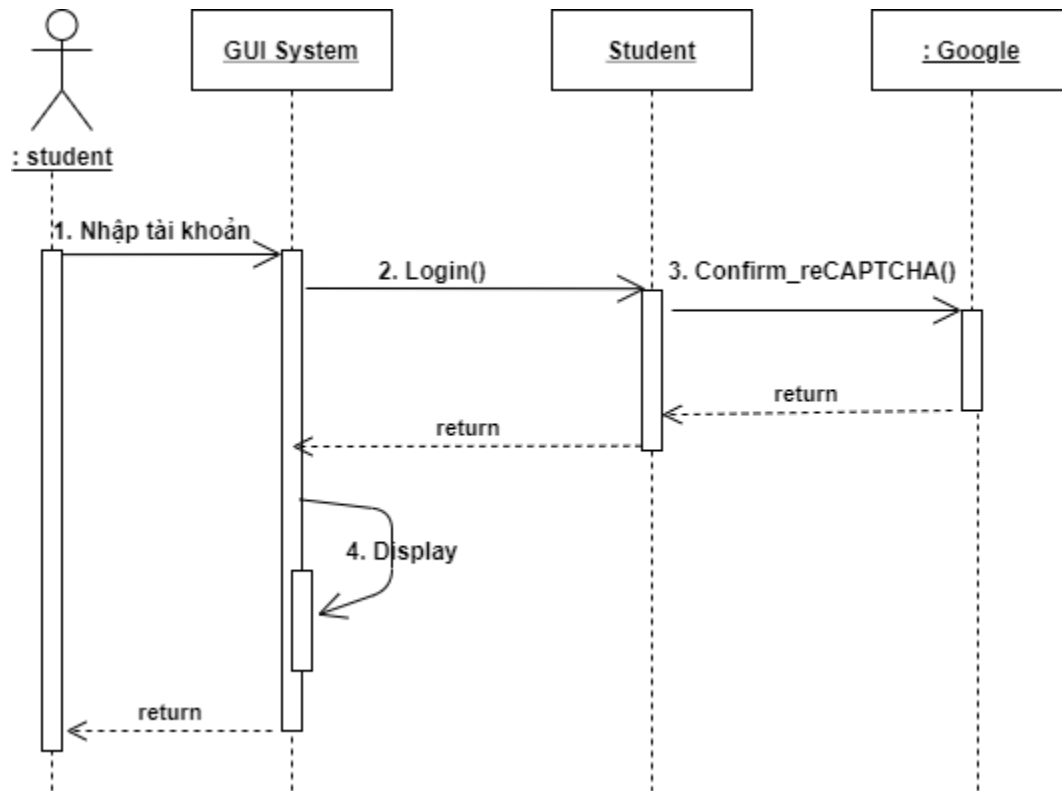 GUI System
Student
: Google
: student
1. Nhập tài khoản
2. Login()
3. Confirm_reCAPTCHA()
return
return
4. Display
return